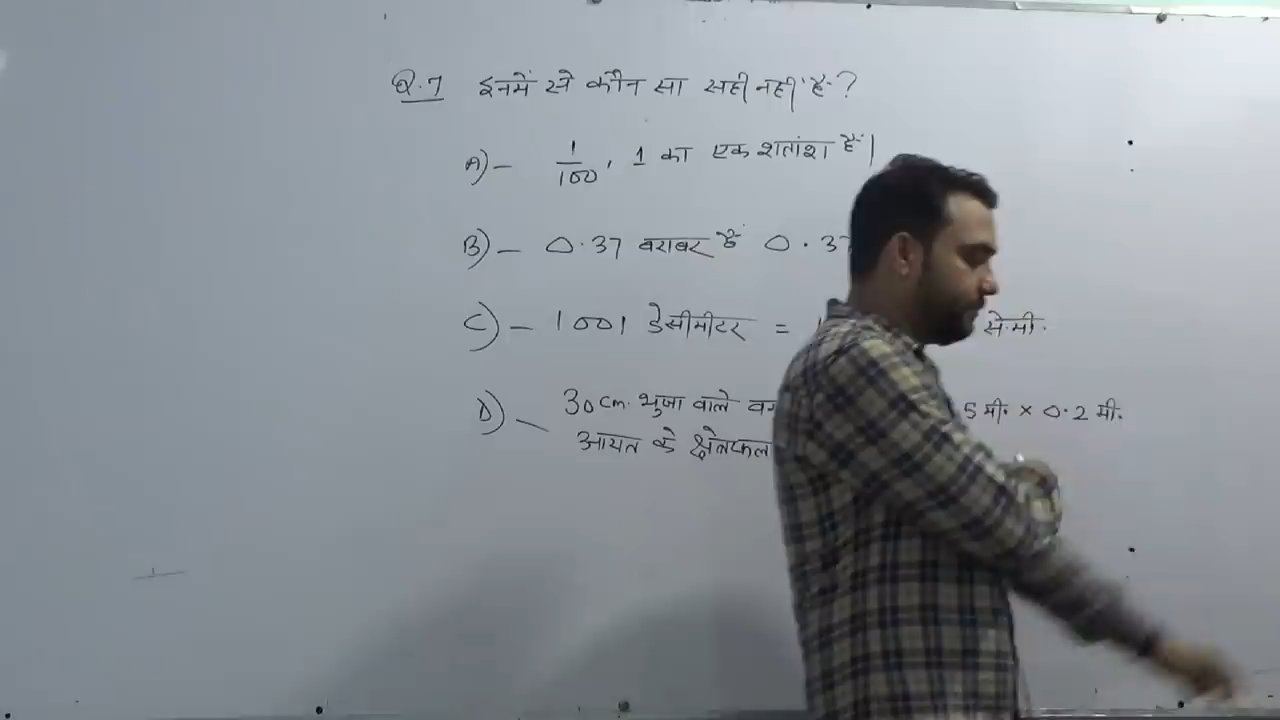 Q.7 इनमें से कौन सा सही नहीं है?
A)- 1/100, 1 का एक शतांश है।
B)- 0.37 बराबर है 0.37
C)- 1001 डेसीमीटर = से.मी.
D)- 30 cm. भुजा वाले 5 मी. × 0.2 मी.
आयत के क्षेत्रफल